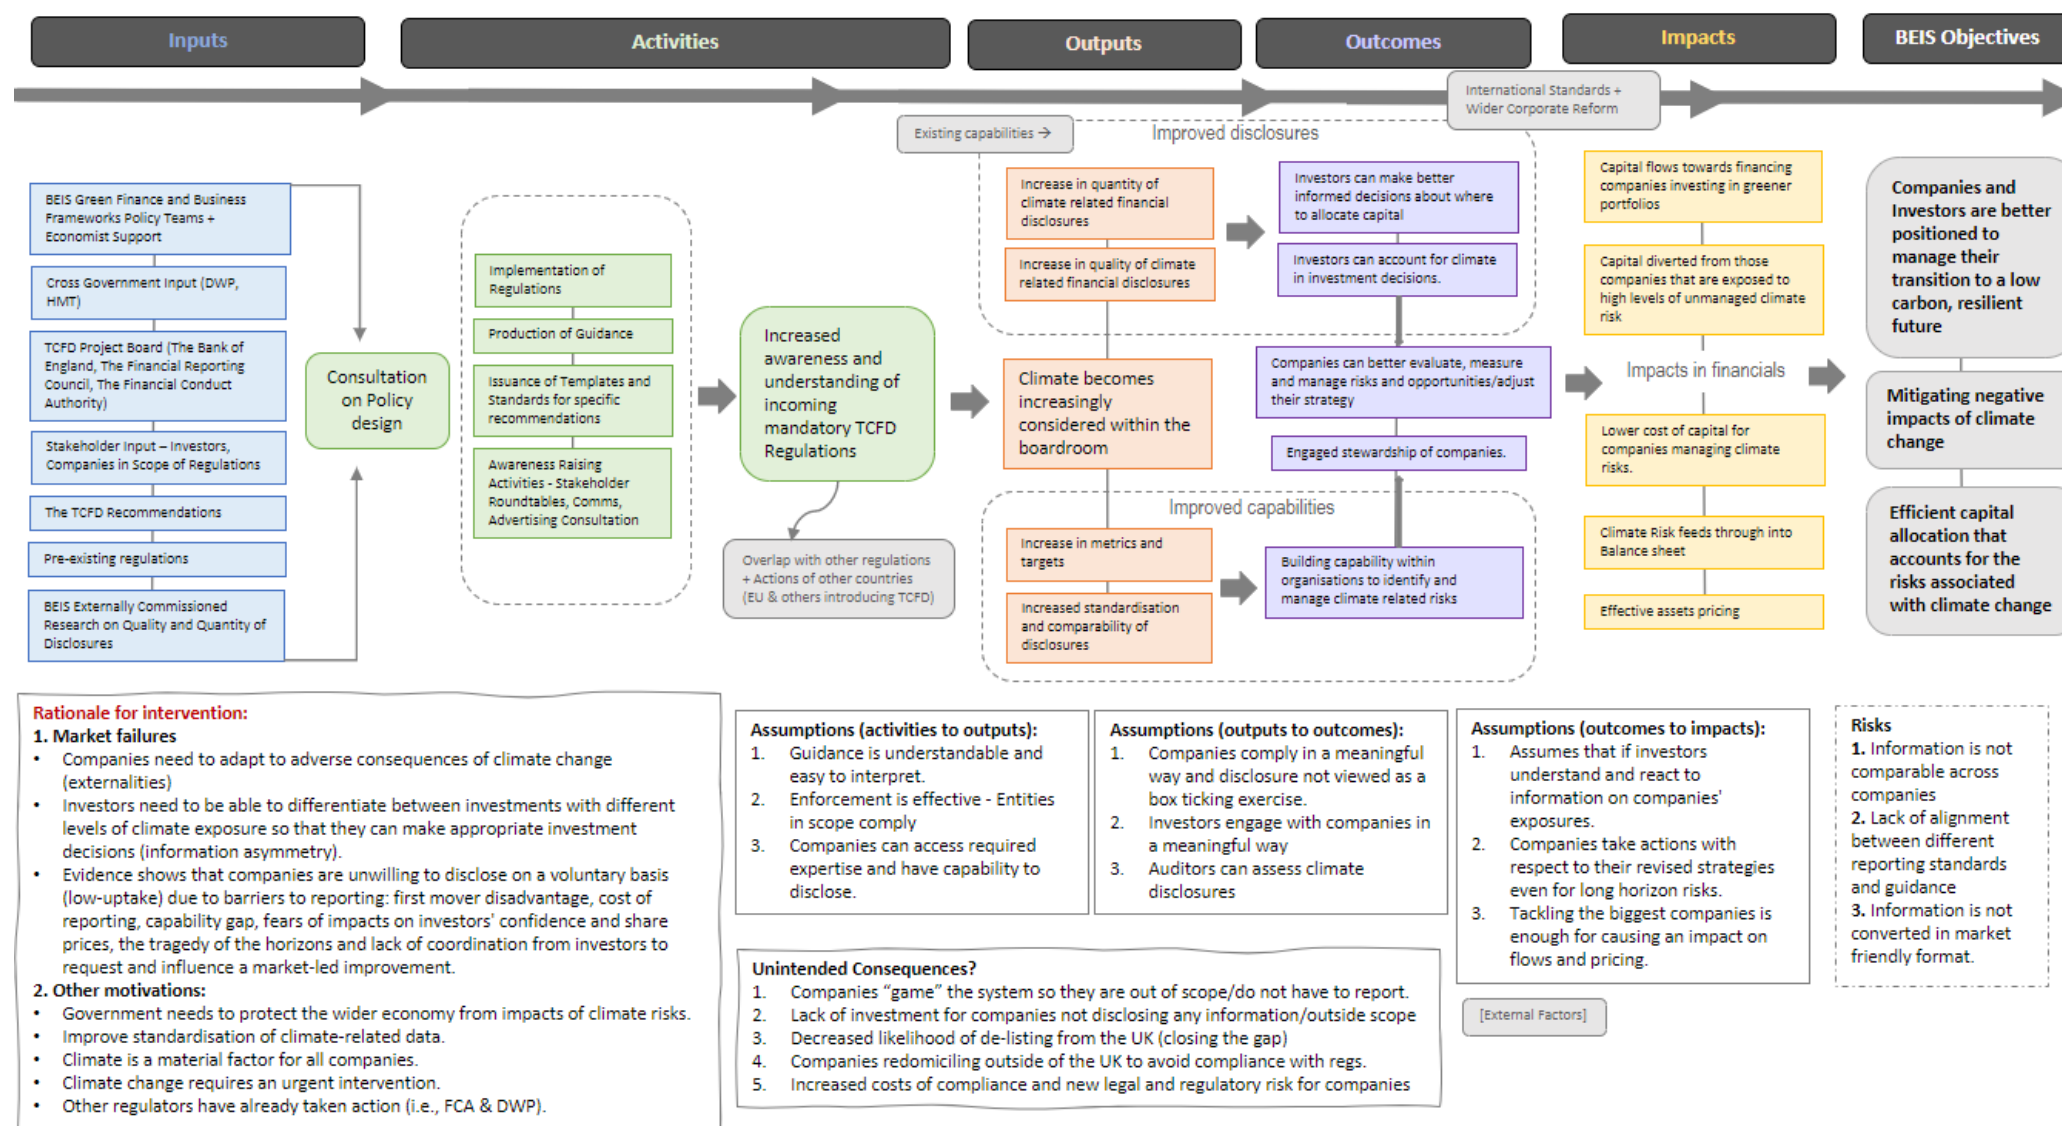 Inputs
Activities
Outputs
Outcomes
Impacts
BEIS Objectives
International Standards +
Wider Corporate Reform
Existing capabilities →
Improved disclosures
BEIS Green Finance and Business
Frameworks Policy Teams +
Economist Support
Cross Government Input (DWP,
HMT)
TCFD Project Board (The Bank of
England, The Financial Reporting
Council, The Financial Conduct
Authority)
Stakeholder Input – Investors,
Companies in Scope of Regulations
The TCFD Recommendations
Pre-existing regulations
BEIS Externally Commissioned
Research on Quality and Quantity of
Disclosures
Consultation
on Policy
design
Implementation of
Regulations
Production of Guidance
Issuance of Templates and
Standards for specific
recommendations
Awareness Raising
Activities - Stakeholder
Roundtables, Comms,
Advertising Consultation
Increased
awareness and
understanding of
incoming
mandatory TCFD
Regulations
Overlap with other regulations
+ Actions of other countries
(EU & others introducing TCFD)
Increase in quantity of
climate related financial
disclosures
Increase in quality of climate
related financial disclosures
Climate becomes
increasingly
considered within the
boardroom
Improved capabilities
Increase in metrics and
targets
Increased standardisation
and comparability of
disclosures
Investors can make better
informed decisions about where
to allocate capital
Investors can account for climate
in investment decisions.
Companies can better evaluate, measure
and manage risks and opportunities/adjust
their strategy
Engaged stewardship of companies.
Building capability within
organisations to identify and
manage climate related risks
Capital flows towards financing
companies investing in greener
portfolios
Capital diverted from those
companies that are exposed to
high levels of unmanaged climate
risk
Impacts in financials
Lower cost of capital for
companies managing climate
risks.
Climate Risk feeds through into
Balance sheet
Effective assets pricing
Companies and
Investors are better
positioned to
manage their
transition to a low
carbon, resilient
future
Mitigating negative
impacts of climate
change
Efficient capital
allocation that
accounts for the
risks associated
with climate change
Rationale for intervention:
1. Market failures
• Companies need to adapt to adverse consequences of climate change
(externalities)
• Investors need to be able to differentiate between investments with different
levels of climate exposure so that they can make appropriate investment
decisions (information asymmetry).
• Evidence shows that companies are unwilling to disclose on a voluntary basis
(low-uptake) due to barriers to reporting: first mover disadvantage, cost of
reporting, capability gap, fears of impacts on investors' confidence and share
prices, the tragedy of the horizons and lack of coordination from investors to
request and influence a market-led improvement.
2. Other motivations:
• Government needs to protect the wider economy from impacts of climate risks.
• Improve standardisation of climate-related data.
• Climate is a material factor for all companies.
• Climate change requires an urgent intervention.
• Other regulators have already taken action (i.e., FCA & DWP).
Assumptions (activities to outputs):
1. Guidance is understandable and
easy to interpret.
2. Enforcement is effective - Entities
in scope comply
3. Companies can access required
expertise and have capability to
disclose.
Assumptions (outputs to outcomes):
1. Companies comply in a meaningful
way and disclosure not viewed as a
box ticking exercise.
2. Investors engage with companies in
a meaningful way
3. Auditors can assess climate
disclosures
Assumptions (outcomes to impacts):
1. Assumes that if investors
understand and react to
information on companies'
exposures.
2. Companies take actions with
respect to their revised strategies
even for long horizon risks.
3. Tackling the biggest companies is
enough for causing an impact on
flows and pricing.
Risks
1. Information is not
comparable across
companies
2. Lack of alignment
between different
reporting standards
and guidance
3. Information is not
converted in market
friendly format.
Unintended Consequences?
1. Companies “game” the system so they are out of scope/do not have to report.
2. Lack of investment for companies not disclosing any information/outside scope
3. Decreased likelihood of de-listing from the UK (closing the gap)
4. Companies redomiciling outside of the UK to avoid compliance with regs.
5. Increased costs of compliance and new legal and regulatory risk for companies
[External Factors]